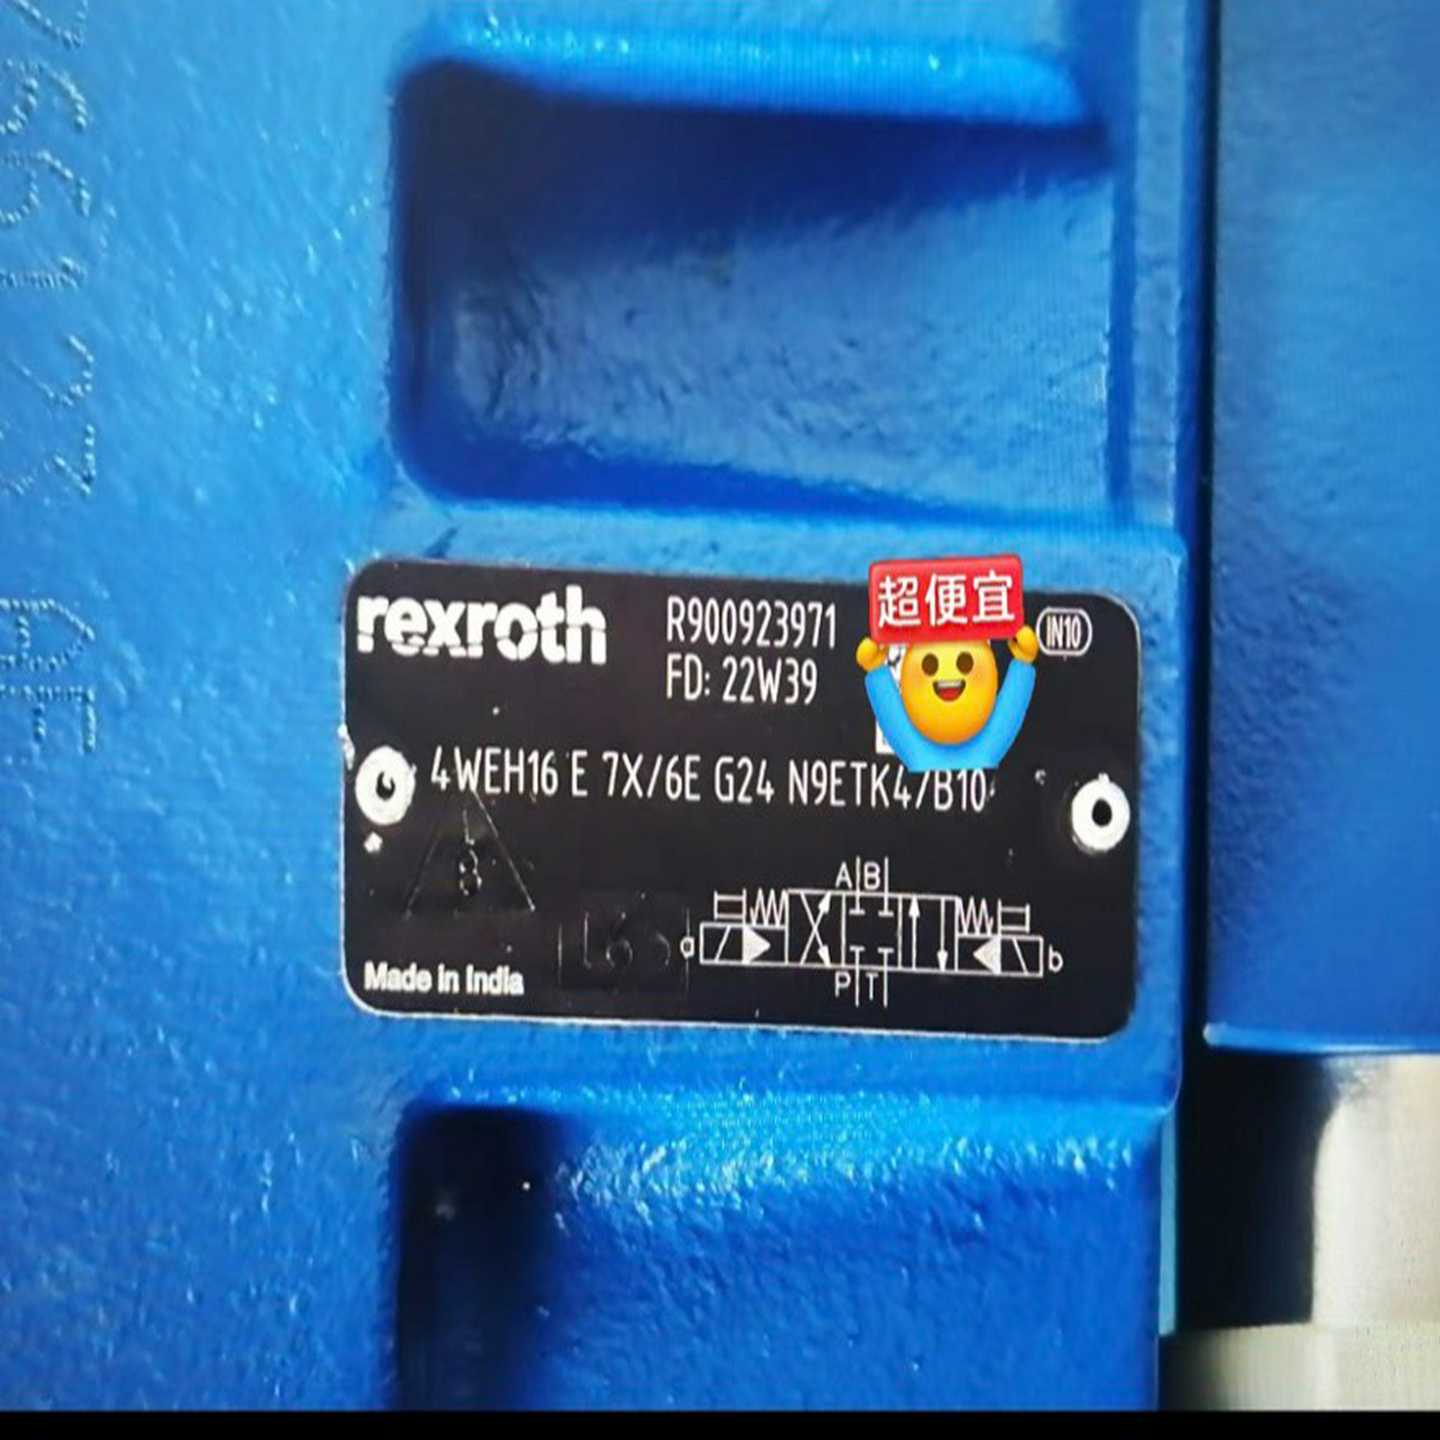 rexroth
R900923971
FD: 22W39
超便宜
IN10
4WEH16 E 7X/6E G24 N9ETK4/B10
A B
a
b
P T
Made in India